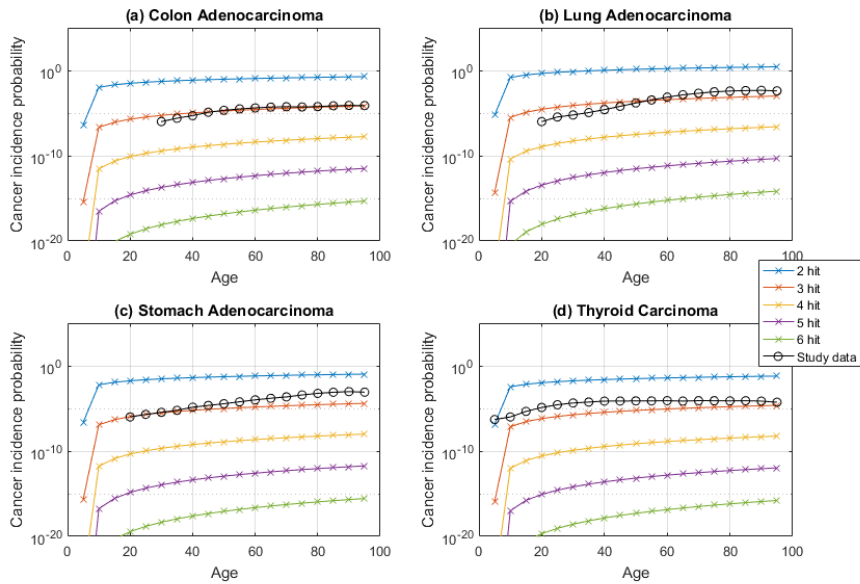 (a) Colon Adenocarcinoma
Cancer incidence probability
10^0
10^-10
10^-20
0 20 40 60 80 100
Age
(b) Lung Adenocarcinoma
Cancer incidence probability
10^0
10^-10
10^-20
0 20 40 60 80 100
Age
(c) Stomach Adenocarcinoma
Cancer incidence probability
10^0
10^-10
10^-20
0 20 40 60 80 100
Age
(d) Thyroid Carcinoma
Cancer incidence probability
10^0
10^-10
10^-20
0 20 40 60 80 100
Age
2 hit
3 hit
4 hit
5 hit
6 hit
Study data